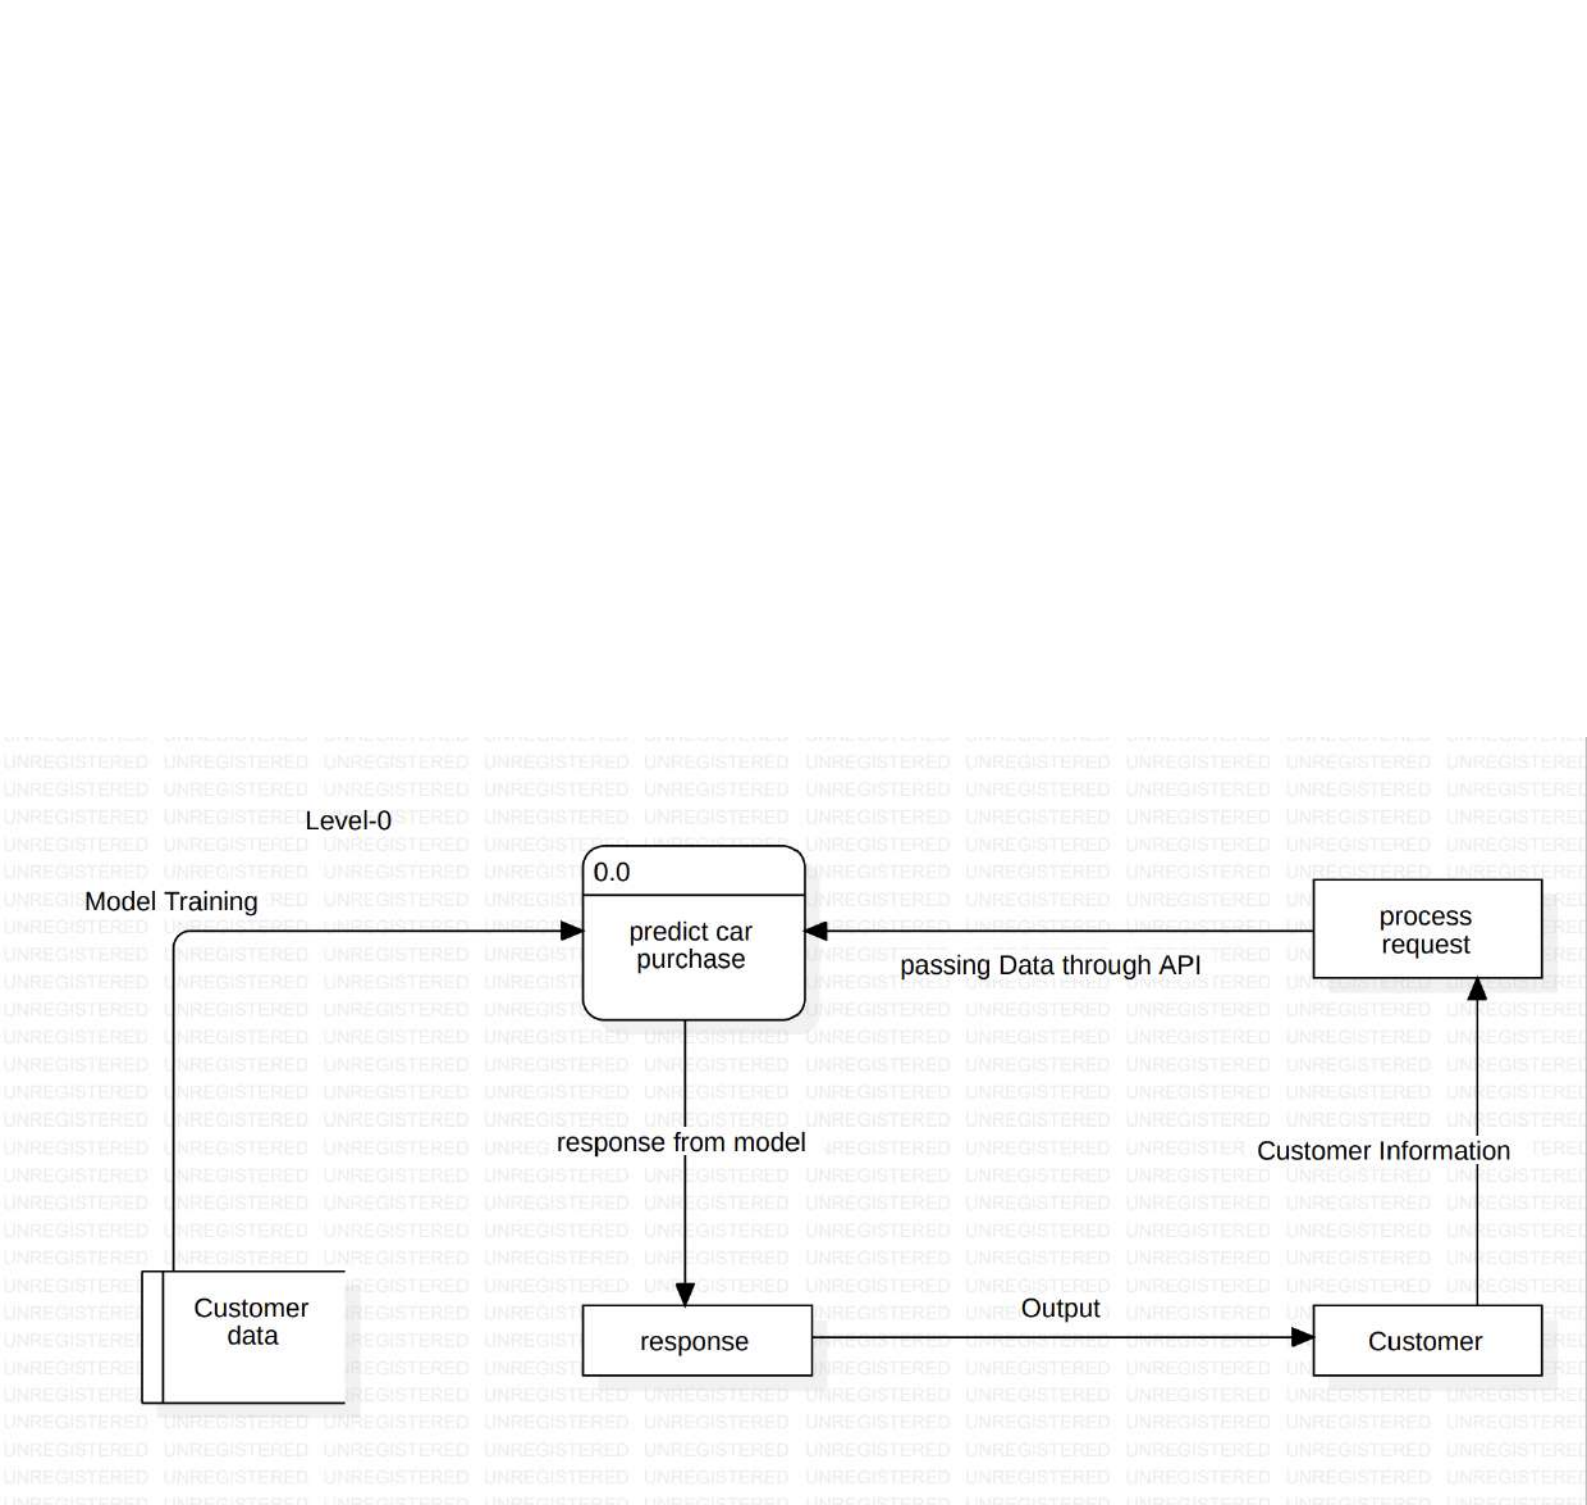 Level-0
Model Training
0.0
predict car
purchase
passing Data through API
process
request
response from model
Customer Information
Customer
data
response
Output
Customer
UNREGISTERED